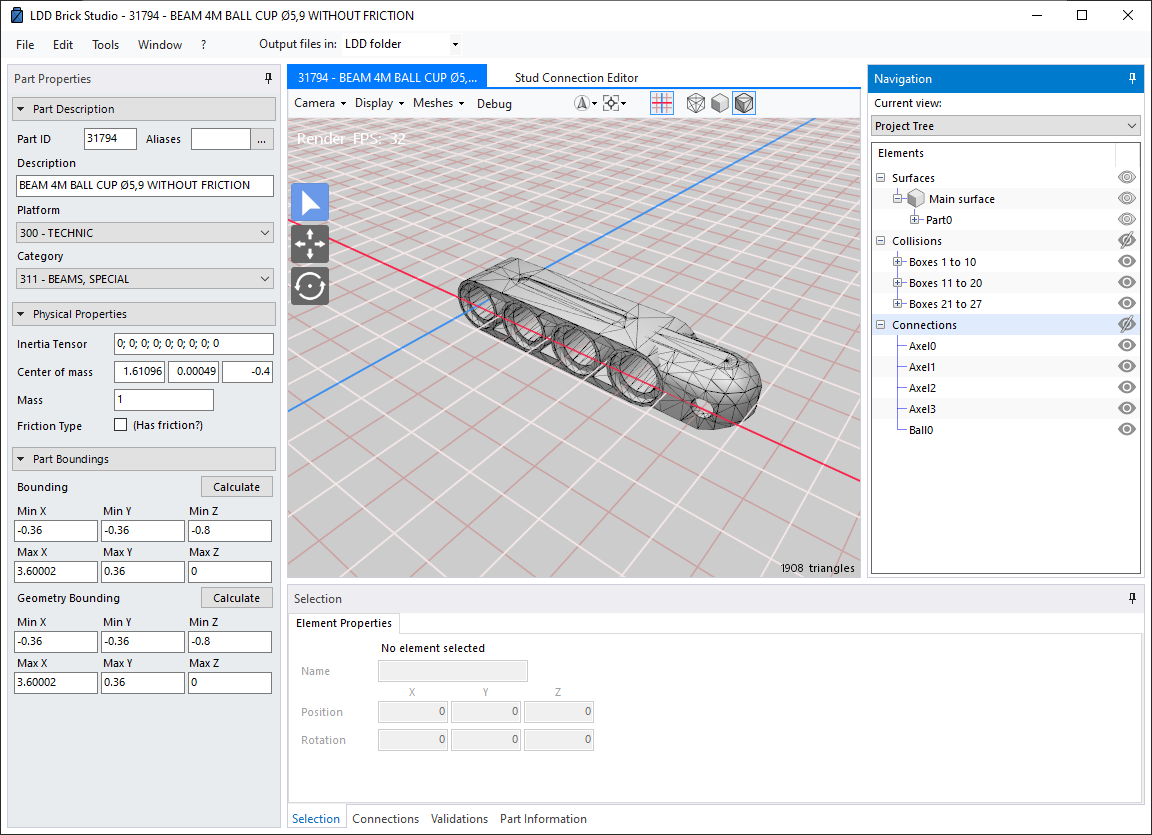 LDD Brick Studio - 31794 - BEAM 4M BALL CUP Ø5,9 WITHOUT FRICTION
File Edit Tools Window ? Output files in: LDD folder
Part Properties
Part Description
Part ID 31794 Aliases ...
Description
BEAM 4M BALL CUP Ø5,9 WITHOUT FRICTION
Platform
300 - TECHNIC
Category
311 - BEAMS, SPECIAL
Physical Properties
Inertia Tensor 0; 0; 0; 0; 0; 0; 0; 0; 0
Center of mass 1.61096 0.00049 -0.4
Mass 1
Friction Type (Has friction?)
Part Boundings
Bounding Calculate
Min X Min Y Min Z
-0.36 -0.36 -0.8
Max X Max Y Max Z
3.60002 0.36 0
Geometry Bounding Calculate
Min X Min Y Min Z
-0.36 -0.36 -0.8
Max X Max Y Max Z
3.60002 0.36 0
31794 - BEAM 4M BALL CUP Ø5,... Stud Connection Editor
Camera Display Meshes Debug
Render FPS: 32
1908 triangles
Navigation
Current view:
Project Tree
Elements
Surfaces
Main surface
Part0
Collisions
Boxes 1 to 10
Boxes 11 to 20
Boxes 21 to 27
Connections
Axel0
Axel1
Axel2
Axel3
Ball0
Selection
Element Properties
No element selected
Name
X Y Z
Position 0 0 0
Rotation 0 0 0
Selection Connections Validations Part Information